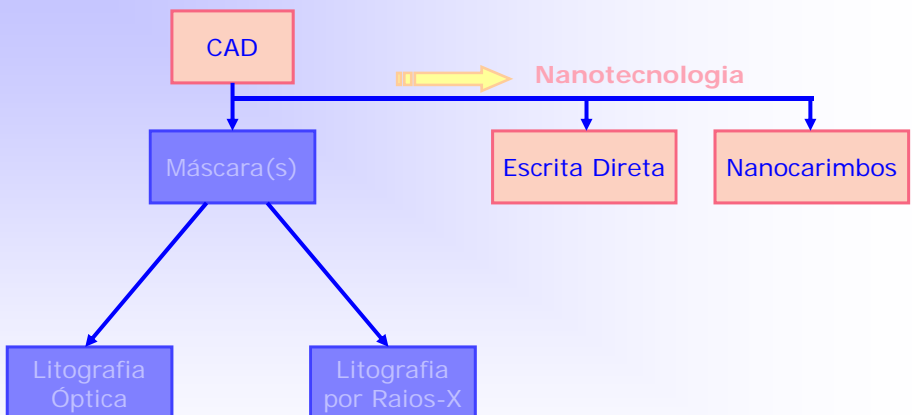 CAD
Nanotecnologia
Máscara(s)
Escrita Direta
Nanocarimbos
Litografia
Óptica
Litografia
por Raios-X